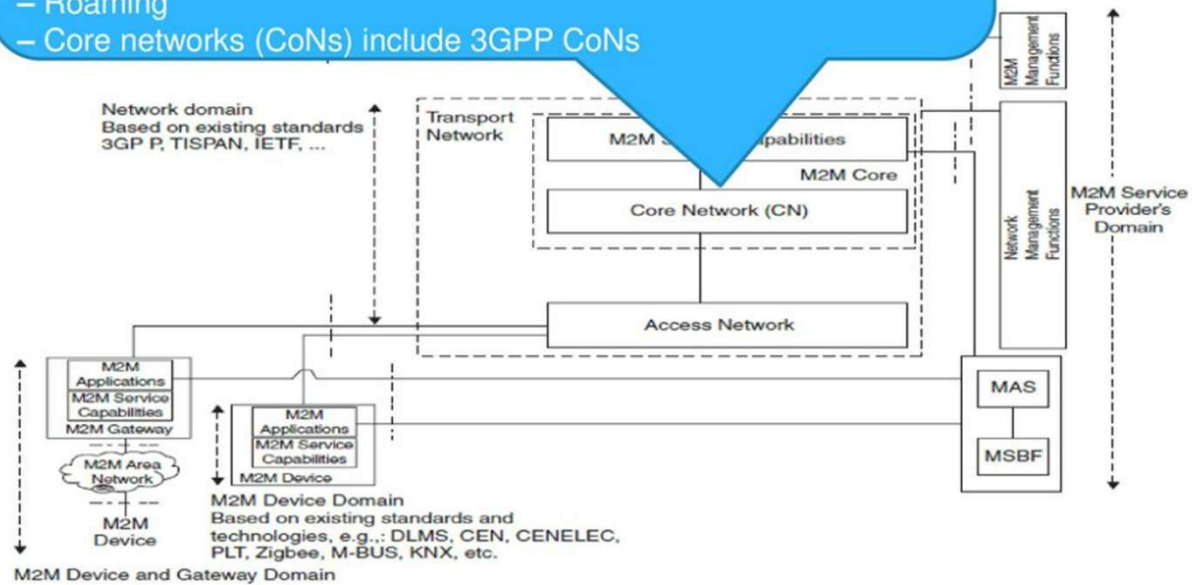 – Roaming
– Core networks (CoNs) include 3GPP CoNs
M2M
Management
Functions
Network domain
Based on existing standards
3GP P, TISPAN, IETF, ...
Transport
Network
M2M S pabilities
M2M Core
Core Network (CN)
Network
Management
Functions
M2M Service
Provider's
Domain
Access Network
M2M
Applications
M2M Service
Capabilities
M2M Gateway
M2M Area
Network
M2M
Device
M2M
Applications
M2M Service
Capabilities
M2M Device
MAS
MSBF
M2M Device Domain
Based on existing standards and
technologies, e.g.,: DLMS, CEN, CENELEC,
PLT, Zigbee, M-BUS, KNX, etc.
M2M Device and Gateway Domain